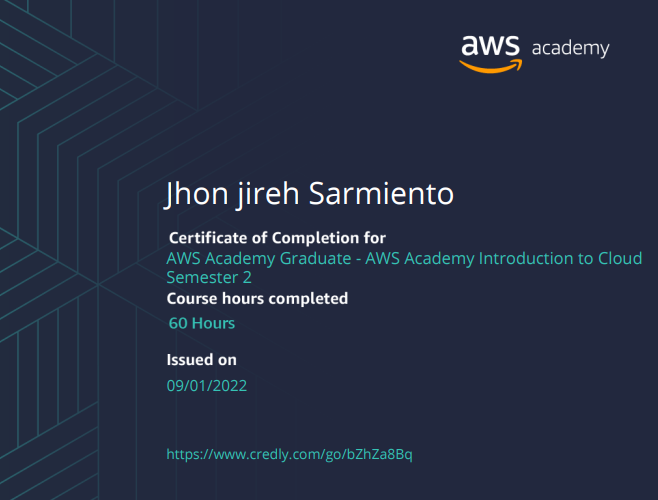 aws academy
Jhon jireh Sarmiento
Certificate of Completion for
AWS Academy Graduate - AWS Academy Introduction to Cloud
Semester 2
Course hours completed
60 Hours
Issued on
09/01/2022
https://www.credly.com/go/bZhZa8Bq